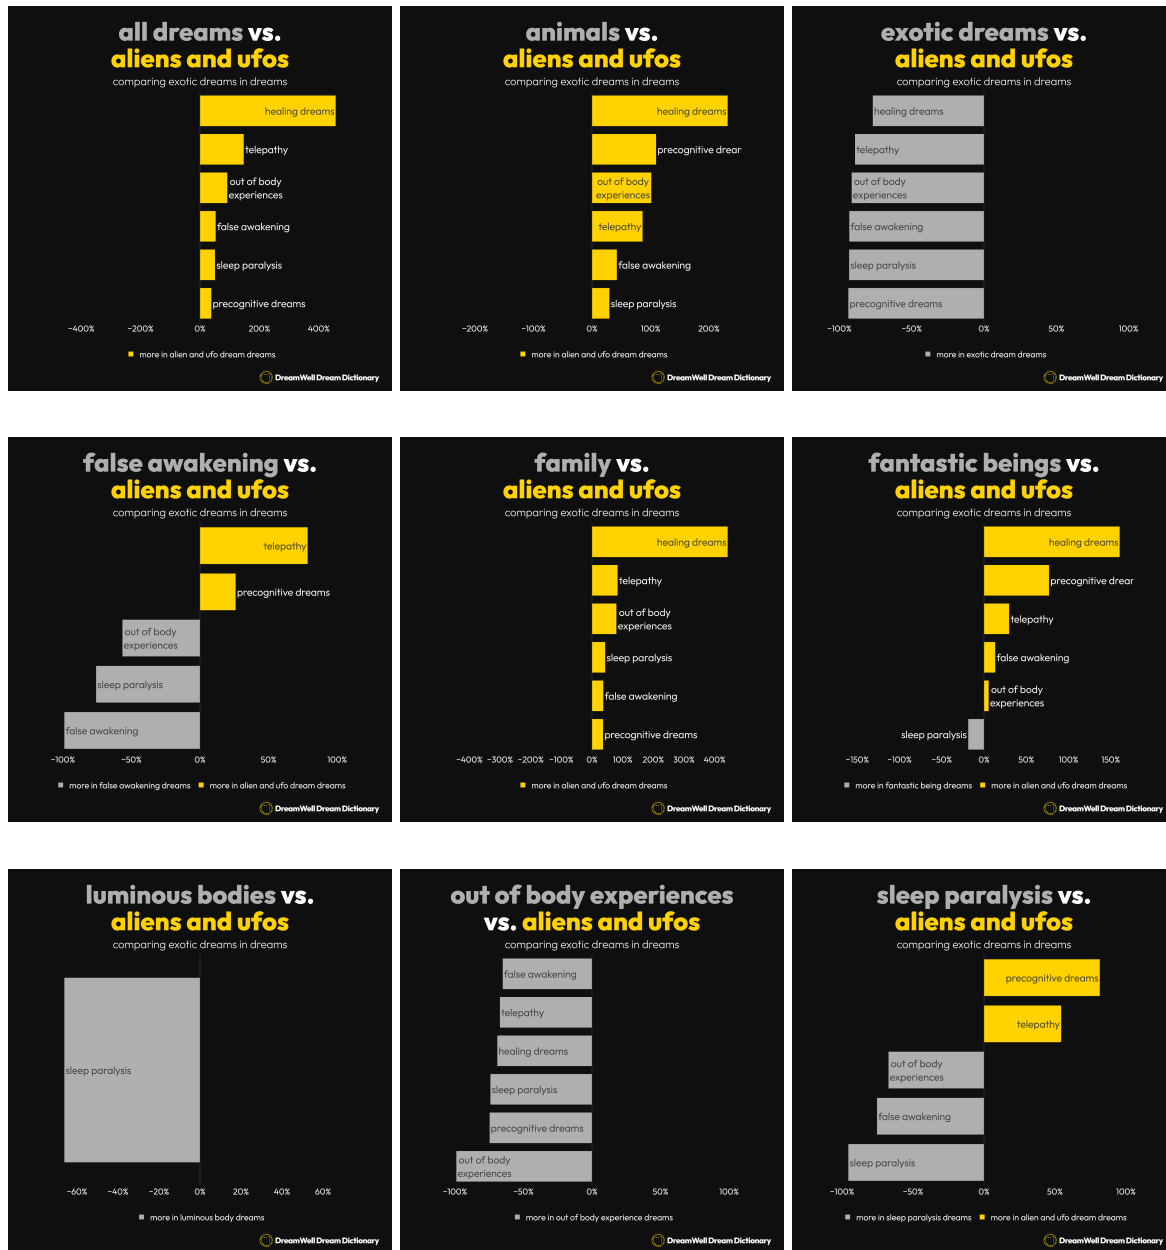 all dreams vs.
aliens and ufos
comparing exotic dreams in dreams
healing dreams
telepathy
out of body
experiences
false awakening
sleep paralysis
precognitive dreams
−400% −200% 0% 200% 400%
more in alien and ufo dream dreams
DreamWell Dream Dictionary
animals vs.
aliens and ufos
comparing exotic dreams in dreams
healing dreams
precognitive drear
out of body
experiences
telepathy
false awakening
sleep paralysis
−200% −100% 0% 100% 200%
more in alien and ufo dream dreams
DreamWell Dream Dictionary
exotic dreams vs.
aliens and ufos
comparing exotic dreams in dreams
healing dreams
telepathy
out of body
experiences
false awakening
sleep paralysis
precognitive dreams
−100% −50% 0% 50% 100%
more in exotic dream dreams
DreamWell Dream Dictionary
false awakening vs.
aliens and ufos
comparing exotic dreams in dreams
telepathy
precognitive dreams
out of body
experiences
sleep paralysis
false awakening
−100% −50% 0% 50% 100%
more in false awakening dreams more in alien and ufo dream dreams
DreamWell Dream Dictionary
family vs.
aliens and ufos
comparing exotic dreams in dreams
healing dreams
telepathy
out of body
experiences
sleep paralysis
false awakening
precognitive dreams
−400% −300% −200% −100% 0% 100% 200% 300% 400%
more in alien and ufo dream dreams
DreamWell Dream Dictionary
fantastic beings vs.
aliens and ufos
comparing exotic dreams in dreams
healing dreams
precognitive drear
telepathy
false awakening
out of body
experiences
sleep paralysis
−150% −100% −50% 0% 50% 100% 150%
more in fantastic being dreams more in alien and ufo dream dreams
DreamWell Dream Dictionary
luminous bodies vs.
aliens and ufos
comparing exotic dreams in dreams
sleep paralysis
−60% −40% −20% 0% 20% 40% 60%
more in luminous body dreams
DreamWell Dream Dictionary
out of body experiences
vs. aliens and ufos
comparing exotic dreams in dreams
false awakening
telepathy
healing dreams
sleep paralysis
precognitive dreams
out of body
experiences
−100% −50% 0% 50% 100%
more in out of body experience dreams
DreamWell Dream Dictionary
sleep paralysis vs.
aliens and ufos
comparing exotic dreams in dreams
precognitive dreams
telepathy
out of body
experiences
false awakening
sleep paralysis
−100% −50% 0% 50% 100%
more in sleep paralysis dreams more in alien and ufo dream dreams
DreamWell Dream Dictionary